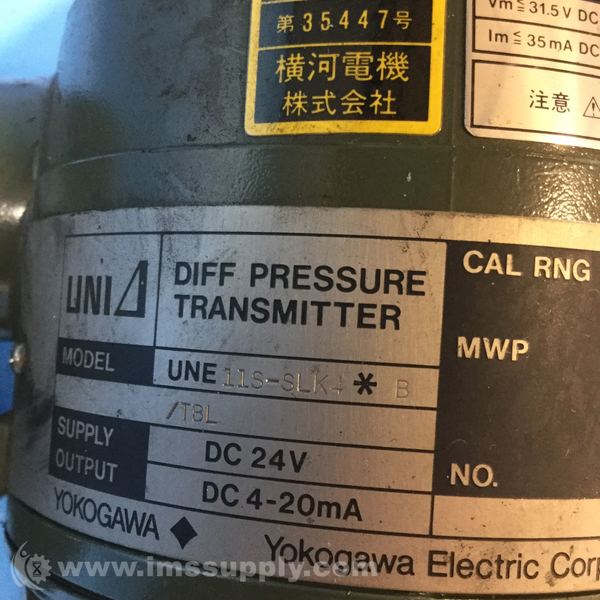 第35447号
横河電機
株式会社
Vm≦31.5V DC
Im≦35mA DC
注意
UNIΔ
DIFF PRESSURE
TRANSMITTER
CAL RNG
MODEL
UNE 11S-SLK4*B
/TBL
MWP
SUPPLY
DC 24V
OUTPUT
DC 4-20mA
NO.
YOKOGAWA
Yokogawa Electric Corp
www.imssupply.com